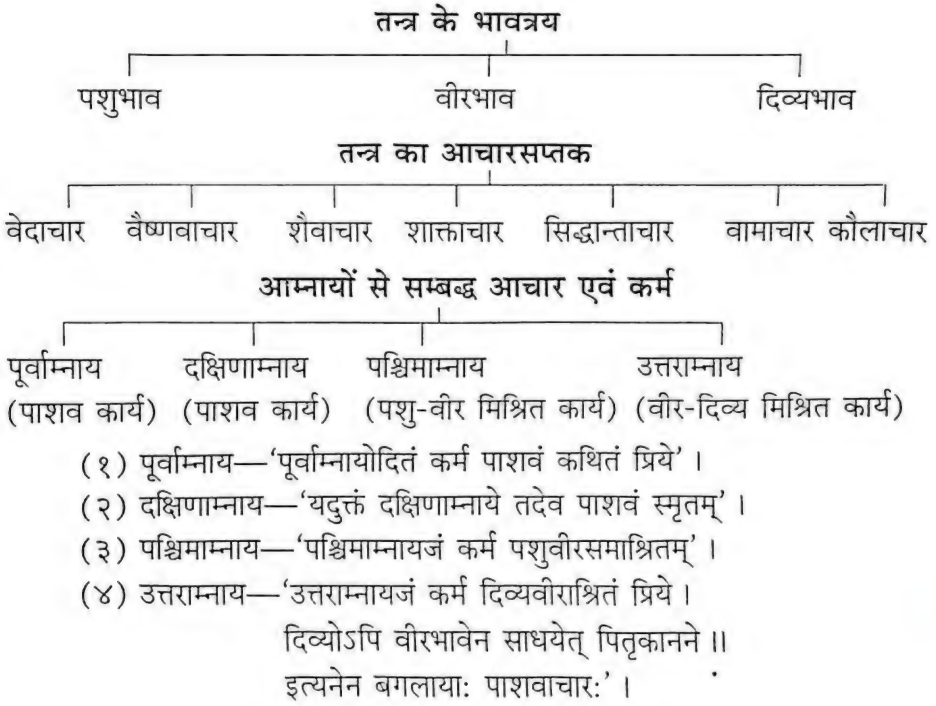 तन्त्र के भावत्रय
पशुभाव वीरभाव दिव्यभाव
तन्त्र का आचारसप्तक
वेदाचार वैष्णवाचार शैवाचार शाक्ताचार सिद्धान्ताचार वामाचार कौलाचार
आम्नायों से सम्बद्ध आचार एवं कर्म
पूर्वाम्नाय दक्षिणाम्नाय पश्चिमाम्नाय उत्तराम्नाय
(पाशव कार्य) (पाशव कार्य) (पशु-वीर मिश्रित कार्य) (वीर-दिव्य मिश्रित कार्य)
(१) पूर्वाम्नाय—‘पूर्वाम्नायोदितं कर्म पाशवं कथितं प्रिये’ ।
(२) दक्षिणाम्नाय—‘यदुक्तं दक्षिणाम्नाये तदेव पाशवं स्मृतम्’ ।
(३) पश्चिमाम्नाय—‘पश्चिमाम्नायजं कर्म पशुवीरसमाश्रितम्’ ।
(४) उत्तराम्नाय—‘उत्तराम्नायजं कर्म दिव्यवीराश्रितं प्रिये ।
दिव्योऽपि वीरभावेन साधयेत् पितृकानने ॥
इत्यनेन बगलायाः पाशवाचारः’ ।